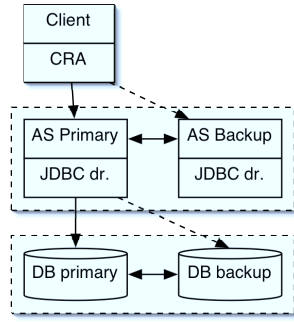 Client
CRA
AS Primary
AS Backup
JDBC dr.
JDBC dr.
DB primary
DB backup